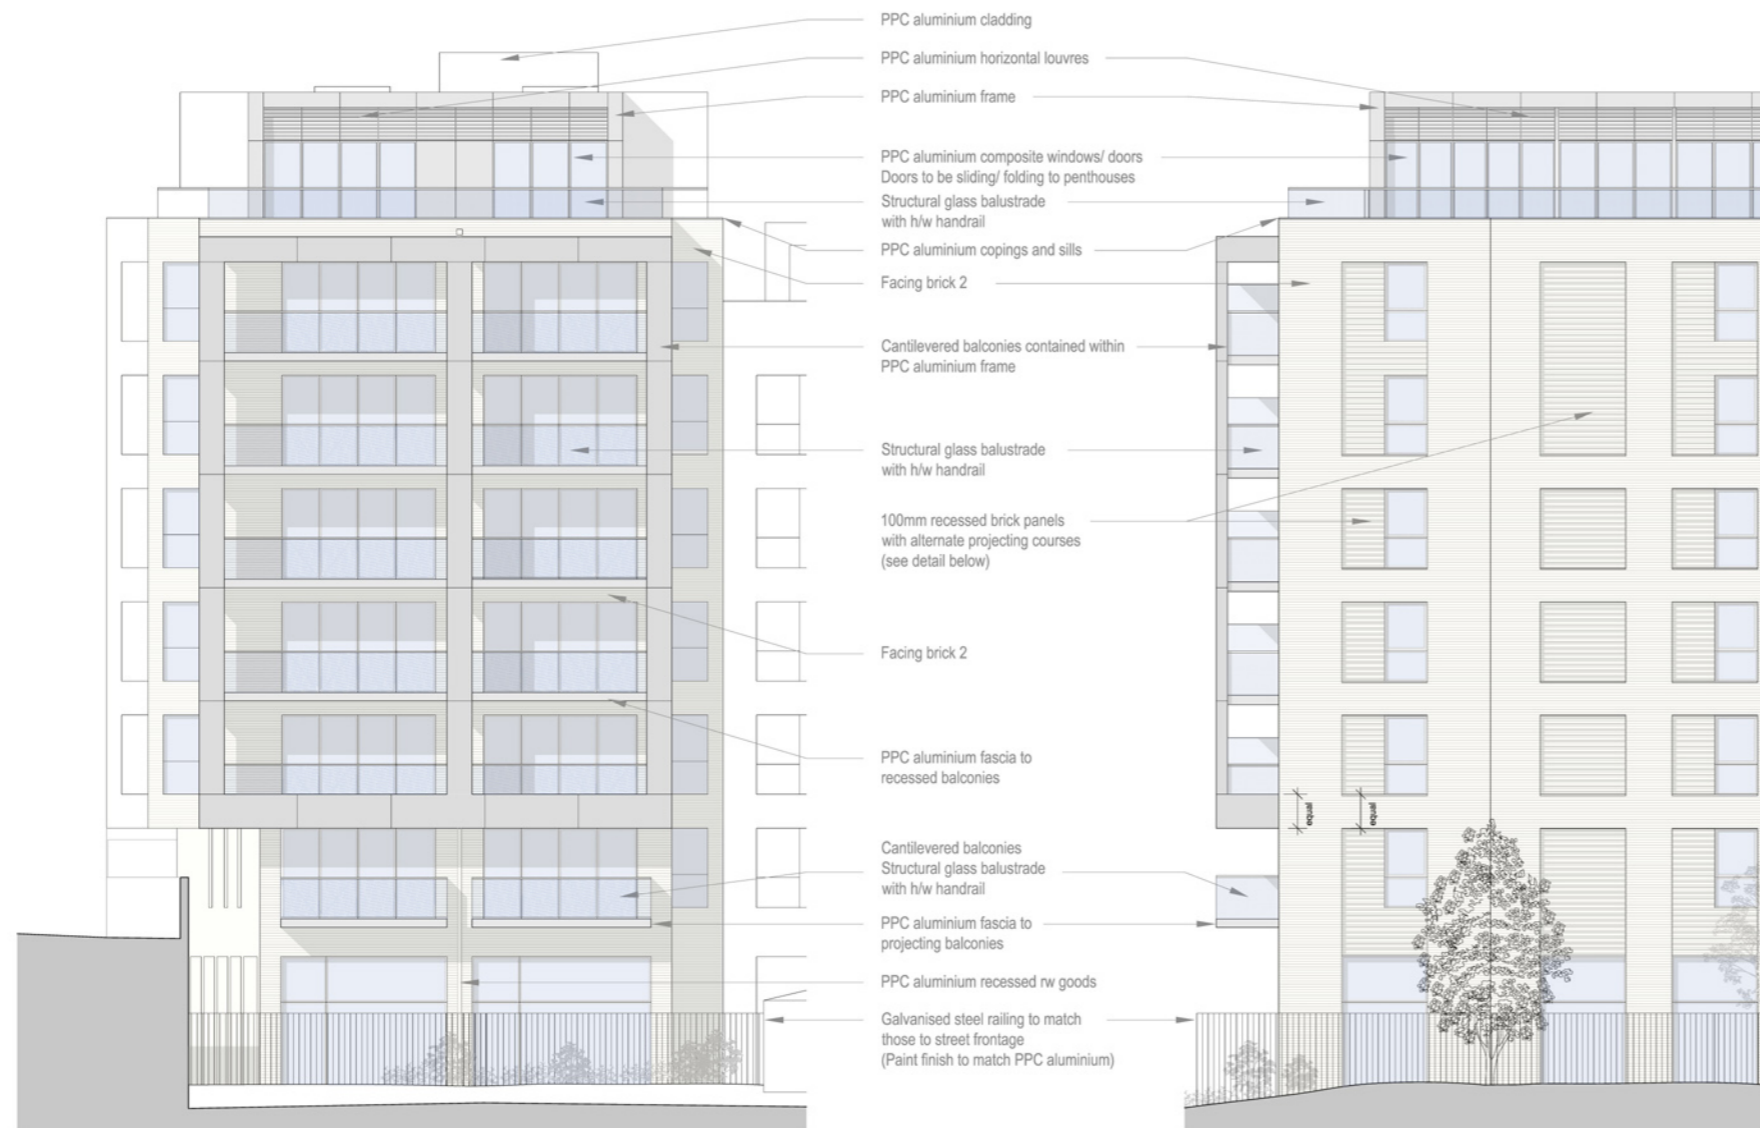 PPC aluminium cladding
PPC aluminium horizontal louvres
PPC aluminium frame
PPC aluminium composite windows/ doors
Doors to be sliding/ folding to penthouses
Structural glass balustrade
with h/w handrail
PPC aluminium copings and sills
Facing brick 2
Cantilevered balconies contained within
PPC aluminium frame
Structural glass balustrade
with h/w handrail
100mm recessed brick panels
with alternate projecting courses
(see detail below)
Facing brick 2
PPC aluminium fascia to
recessed balconies
equal
equal
Cantilevered balconies
Structural glass balustrade
with h/w handrail
PPC aluminium fascia to
projecting balconies
PPC aluminium recessed rw goods
Galvanised steel railing to match
those to street frontage
(Paint finish to match PPC aluminium)